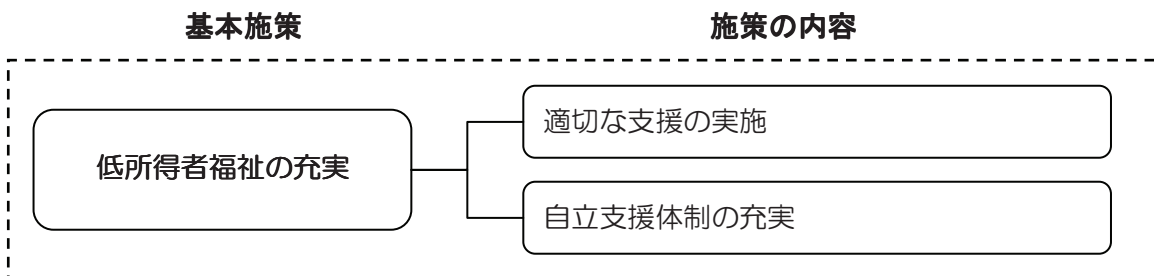 基本施策
施策の内容
低所得者福祉の充実
適切な支援の実施
自立支援体制の充実